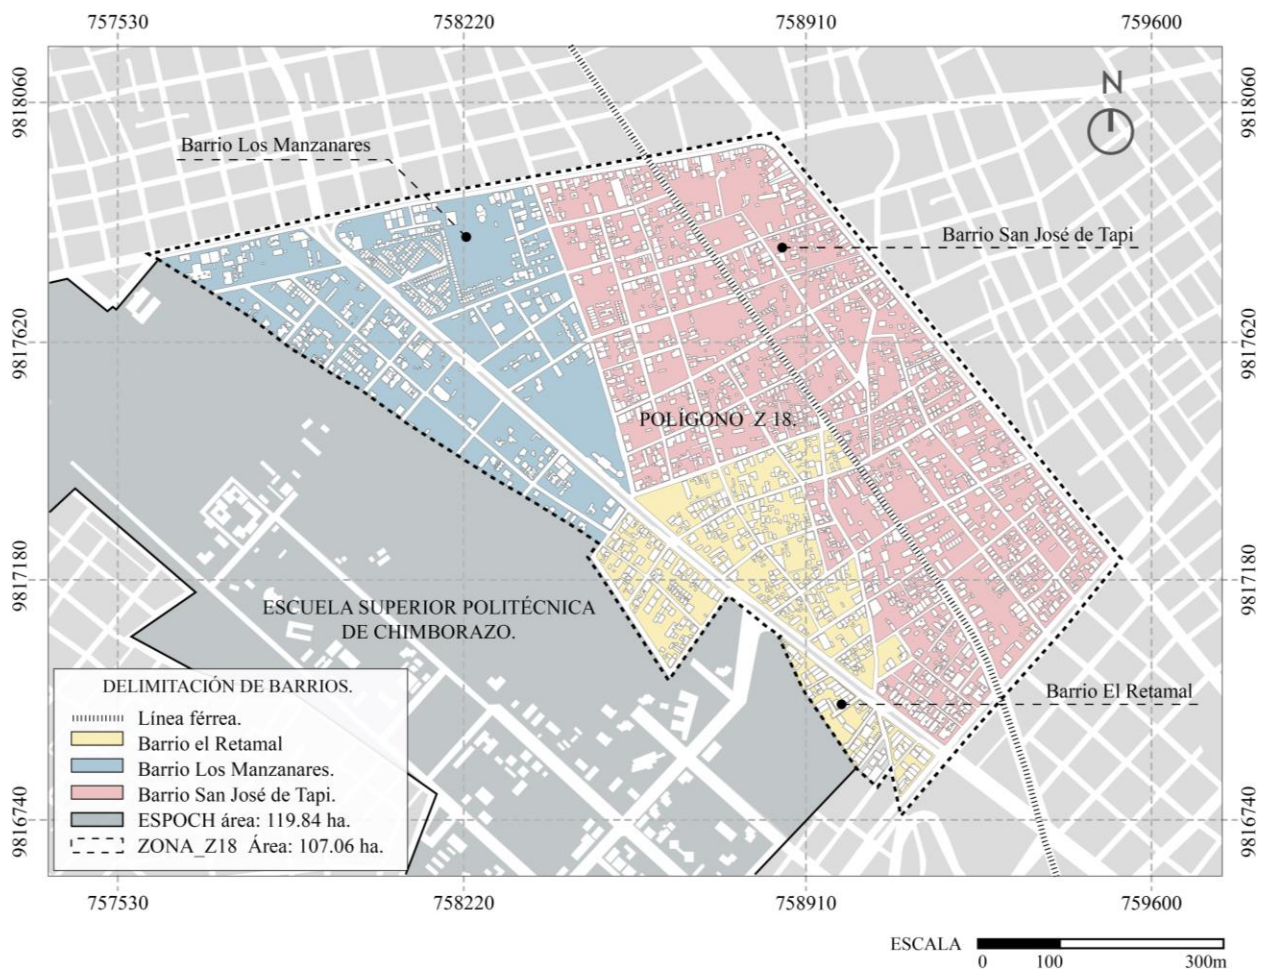 757530 758220 758910 759600
9818060
9818060
N
Barrio Los Manzanares
Barrio San José de Tapi
9817620
9817620
POLÍGONO Z 18.
9817180
9817180
ESCUELA SUPERIOR POLITÉCNICA
DE CHIMBORAZO.
DELIMITACIÓN DE BARRIOS.
Línea férrea.
Barrio el Retamal
Barrio Los Manzanares.
Barrio San José de Tapi.
ESPOCH área: 119.84 ha.
ZONA_Z18 Área: 107.06 ha.
Barrio El Retamal
9816740
9816740
757530 758220 758910 759600
ESCALA
0 100 300m